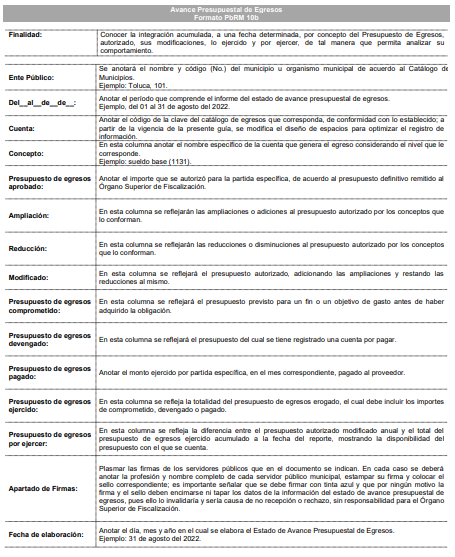 Avance Presupuestal de Egresos
Formato PbRM 10b
Finalidad: Conocer la integración acumulada, a una fecha determinada, por concepto del Presupuesto de Egresos,
autorizado, sus modificaciones, lo ejercido y por ejercer, de tal manera que permita analizar su
comportamiento.
Ente Público: Se anotará el nombre y código (No.) del municipio u organismo municipal de acuerdo al Catálogo de
Municipios.
Ejemplo: Toluca, 101.
Del__al__de__de__: Anotar el período que comprende el informe del estado de avance presupuestal de egresos.
Ejemplo, del 01 al 31 de agosto del 2022.
Cuenta: Anotar el código de la clave del catálogo de egresos que corresponda, de conformidad con lo establecido; a
partir de la vigencia de la presente guía, se modifica el diseño de espacios para optimizar el registro de
información.
Concepto: En esta columna anotar el nombre específico de la cuenta que genera el egreso considerando el nivel que le
corresponde.
Ejemplo: sueldo base (1131).
Presupuesto de egresos
aprobado: Anotar el importe que se autorizó para la partida específica, de acuerdo al presupuesto definitivo remitido al
Órgano Superior de Fiscalización.
Ampliación: En esta columna se reflejarán las ampliaciones o adiciones al presupuesto autorizado por los conceptos que
lo conforman.
Reducción: En esta columna se reflejarán las reducciones o disminuciones al presupuesto autorizado por los conceptos
que lo conforman.
Modificado: En esta columna se reflejará el presupuesto autorizado, adicionando las ampliaciones y restando las
reducciones al mismo.
Presupuesto de egresos
comprometido: En esta columna se reflejará el presupuesto previsto para un fin o un objetivo de gasto antes de haber
adquirido la obligación.
Presupuesto de egresos
devengado: En esta columna se reflejará el presupuesto del cual se tiene registrado una cuenta por pagar.
Presupuesto de egresos
pagado: Anotar el monto ejercido por partida específica, en el mes correspondiente, pagado al proveedor.
Presupuesto de egresos
ejercido: En esta columna se refleja la totalidad del presupuesto de egresos erogado, el cual debe incluir los importes
de comprometido, devengado o pagado.
Presupuesto de egresos
por ejercer: En esta columna se refleja la diferencia entre el presupuesto autorizado modificado anual y el total del
presupuesto de egresos ejercido acumulado a la fecha del reporte, mostrando la disponibilidad del
presupuesto con el que se cuenta.
Apartado de Firmas: Plasmar las firmas de los servidores públicos que en el documento se indican. En cada caso se deberá
anotar la profesión y nombre completo de cada servidor público municipal, estampar su firma y colocar el
sello correspondiente; es importante señalar que se debe firmar con tinta azul y que por ningún motivo la
firma y el sello deben encimarse ni tapar los datos de la información del estado de avance presupuestal de
egresos, pues ello lo invalidaría y sería causa de no recepción o rechazo, sin responsabilidad para el Órgano
Superior de Fiscalización.
Fecha de elaboración: Anotar el día, mes y año en el cual se elabora el Estado de Avance Presupuestal de Egresos.
Ejemplo: 31 de agosto del 2022.